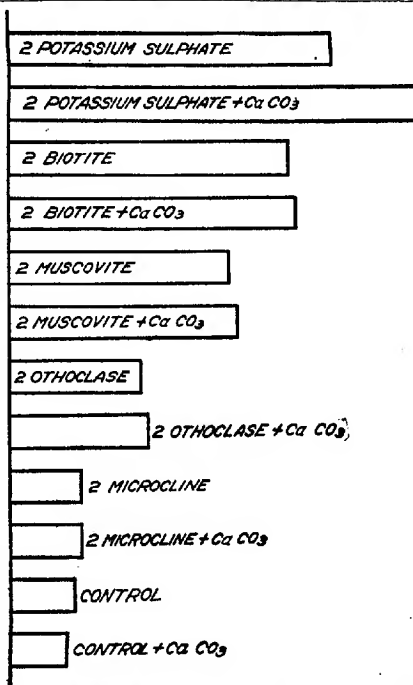 2 POTASSIUM SULPHATE
2 POTASSIUM SULPHATE + Ca CO3
2 BIOTITE
2 BIOTITE + Ca CO3
2 MUSCOVITE
2 MUSCOVITE + Ca CO3
2 OTHOCLASE
2 OTHOCLASE + Ca CO3
2 MICROCLINE
2 MICROCLINE + Ca CO3
CONTROL
CONTROL + Ca CO3